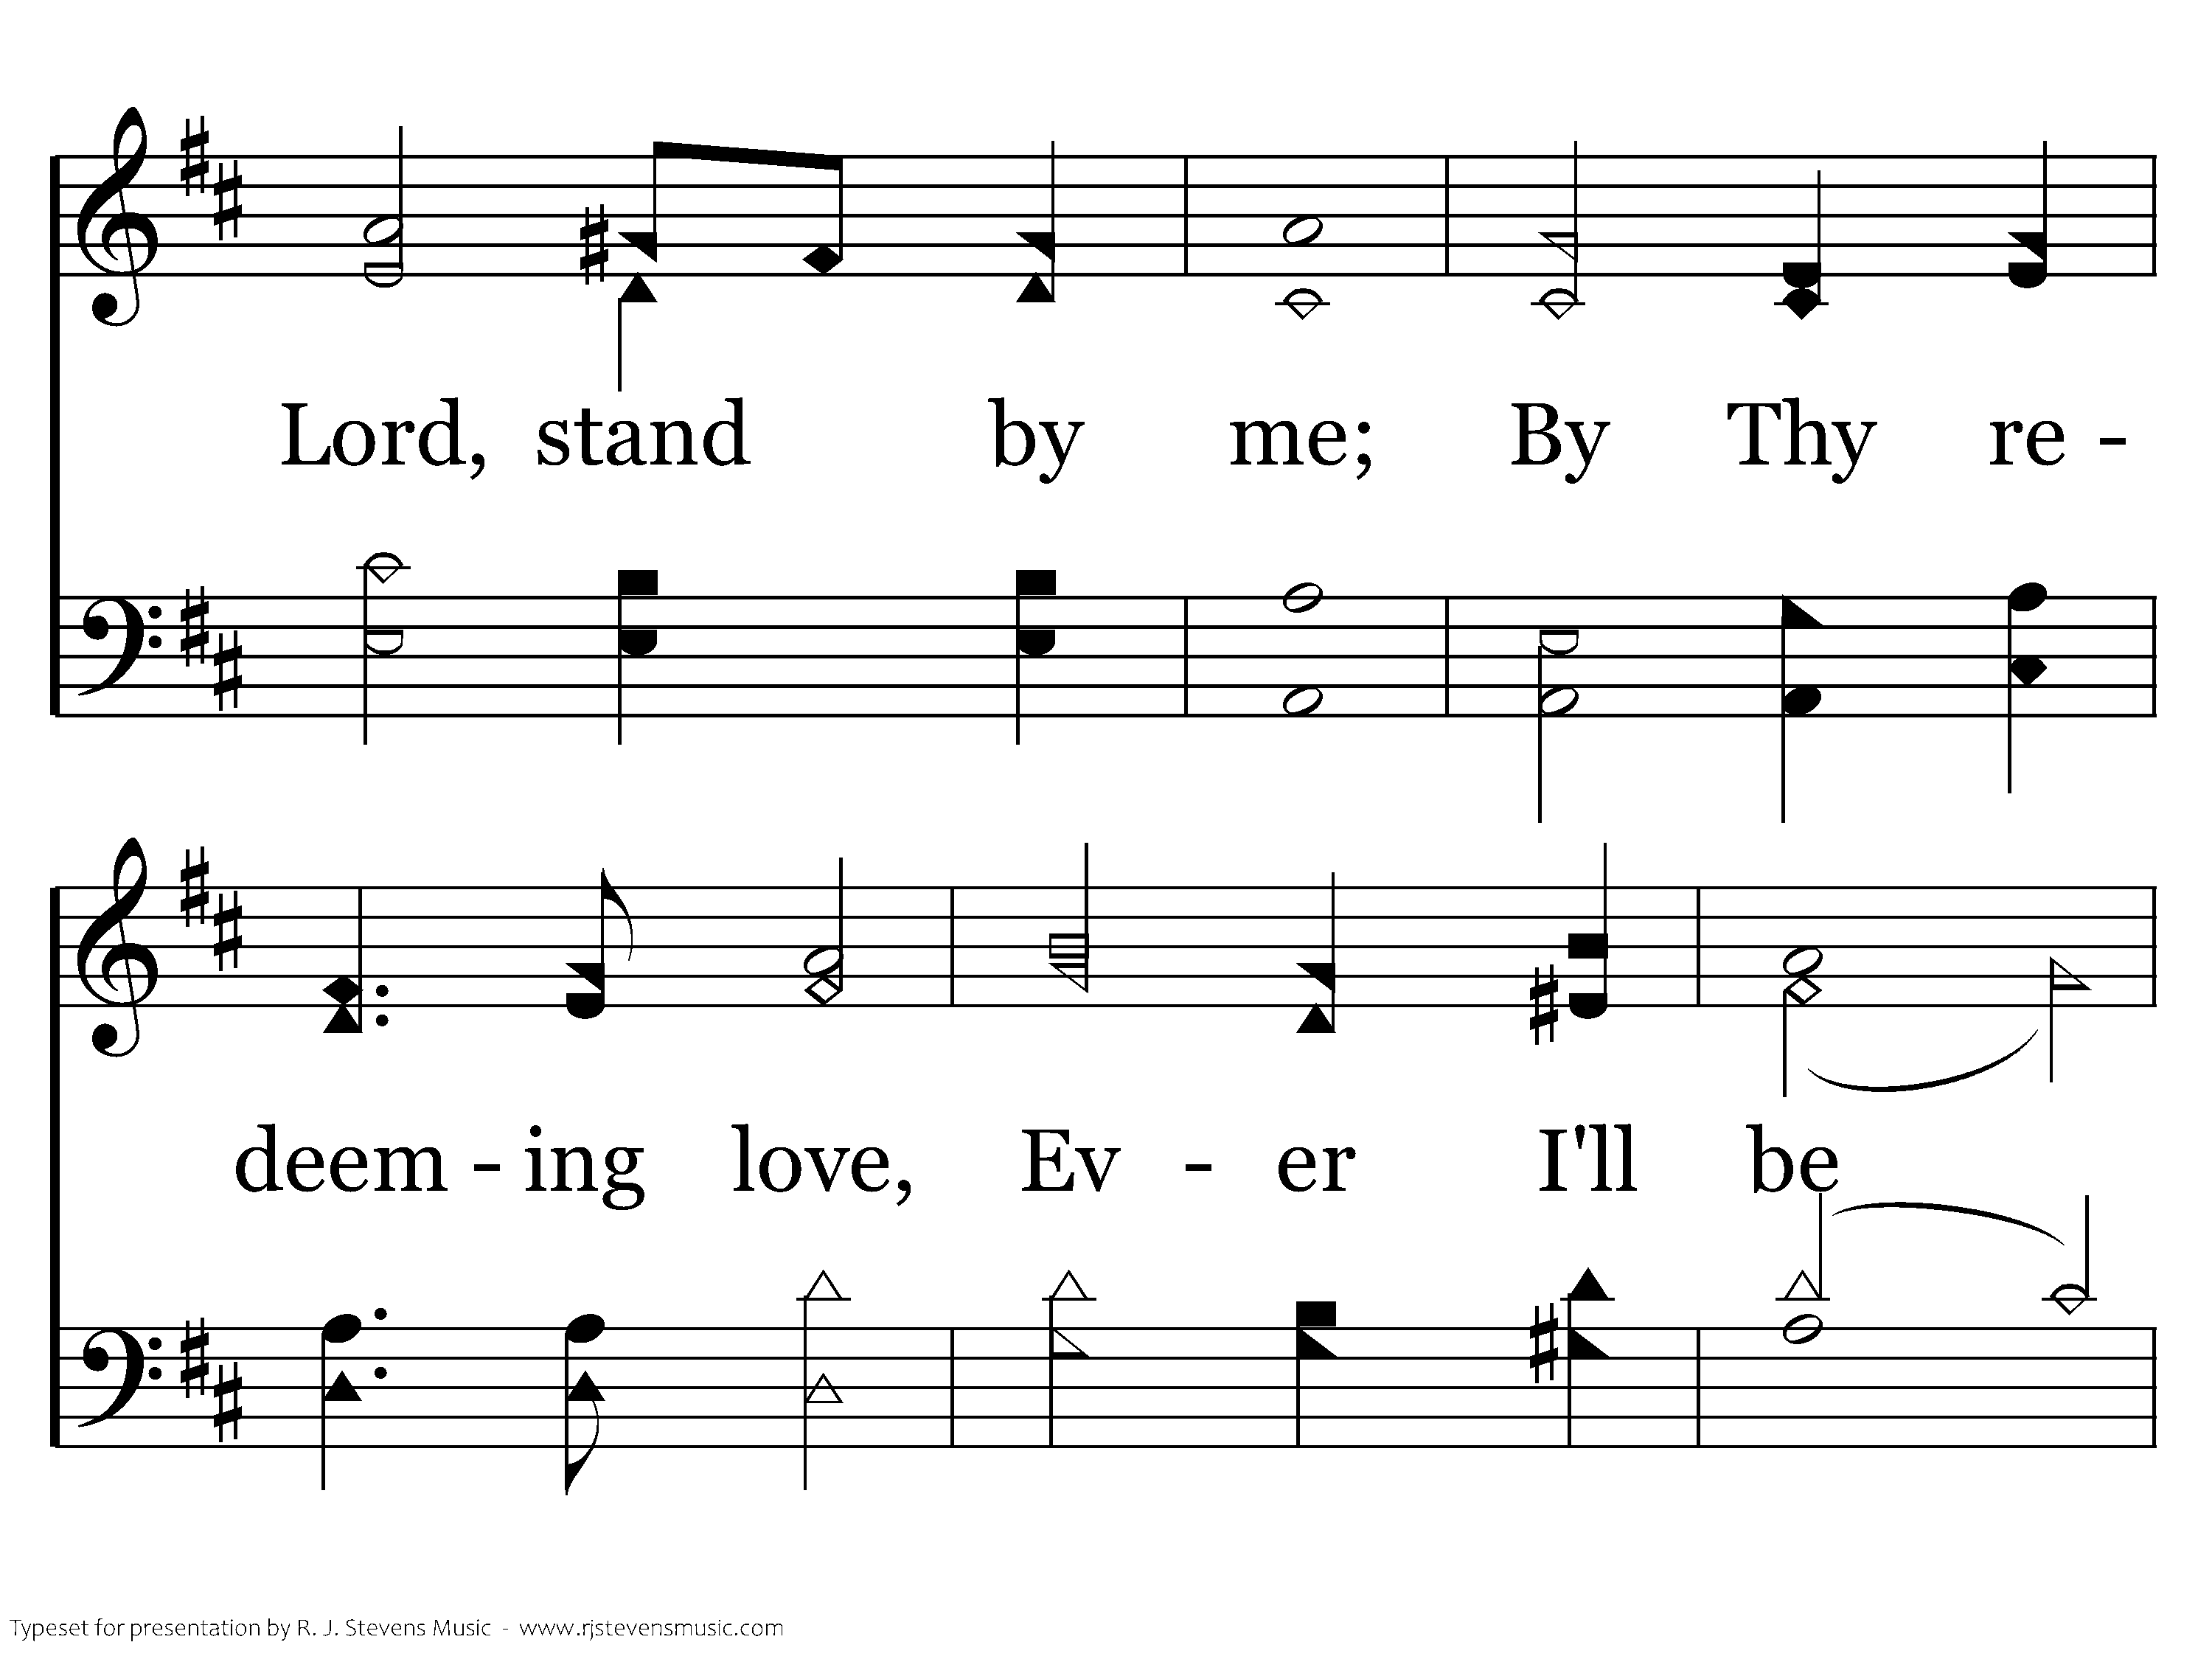 Lord, stand by me; By Thy re -
deem - ing love, Ev - er I'll be
Typeset for presentation by R. J. Stevens Music - www.rjstevensmusic.com